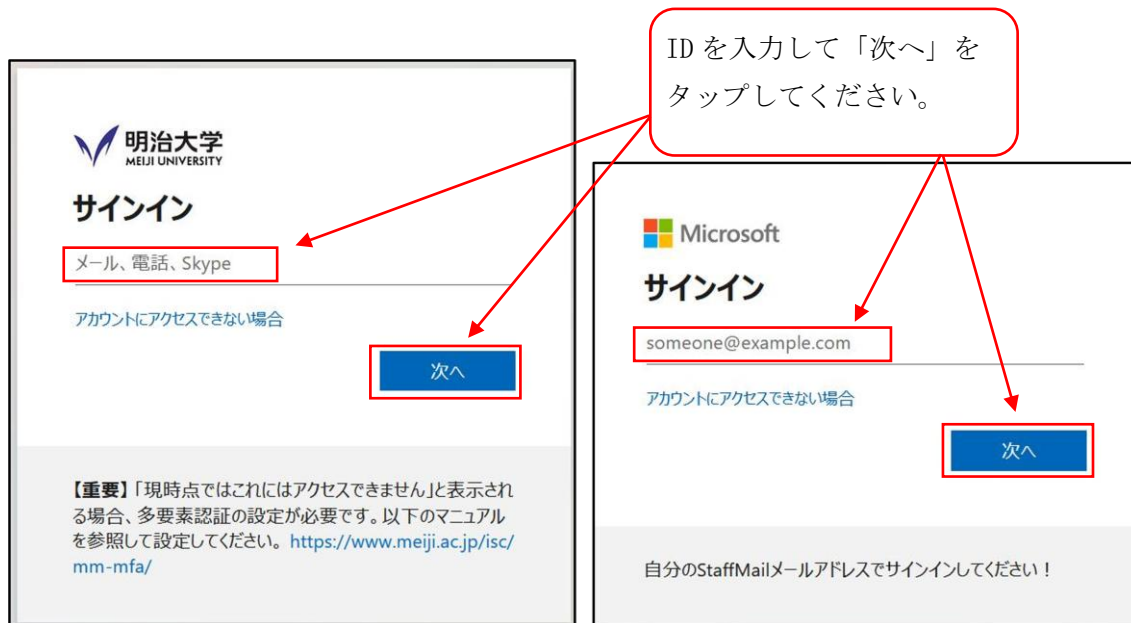 IDを入力して「次へ」を
タップしてください。
明治大学
MEIJI UNIVERSITY
サインイン
メール、電話、Skype
アカウントにアクセスできない場合
次へ
【重要】「現時点ではこれにはアクセスできません」と表示され
る場合、多要素認証の設定が必要です。以下のマニュアル
を参照して設定してください。 https://www.meiji.ac.jp/isc/
mm-mfa/
Microsoft
サインイン
someone@example.com
アカウントにアクセスできない場合
次へ
自分のStaffMailメールアドレスでサインインしてください！